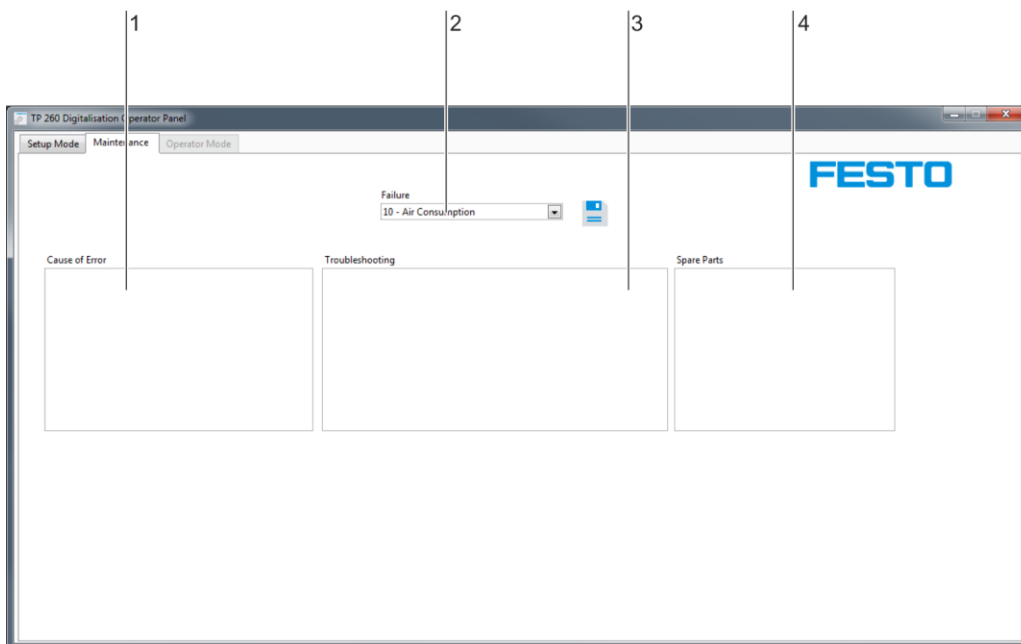 1 2 3 4
TP 260 Digitalisation Operator Panel
Setup Mode Maintenance Operator Mode
FESTO
Failure
10 - Air Consumption
Cause of Error Troubleshooting Spare Parts